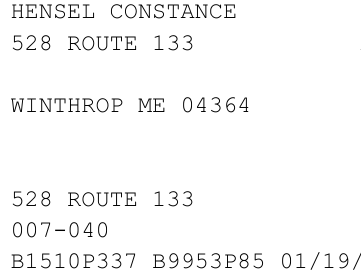 HENSEL CONSTANCE
528 ROUTE 133
WINTHROP ME 04364
528 ROUTE 133
007-040
B1510P337 B9953P85 01/19/